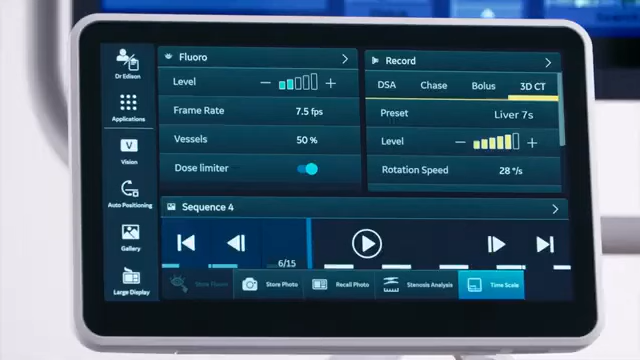 Dr Edison
Applications
V
Vision
Auto Positioning
Gallery
Large Display
Fluoro
Level
Frame Rate 7.5 fps
Vessels 50 %
Dose limiter
Record
DSA Chase Bolus 3D CT
Preset Liver 7s
Level
Rotation Speed 28 °/s
Sequence 4
6/15
Store Photo Recall Photo Stenosis Analysis Time Scale